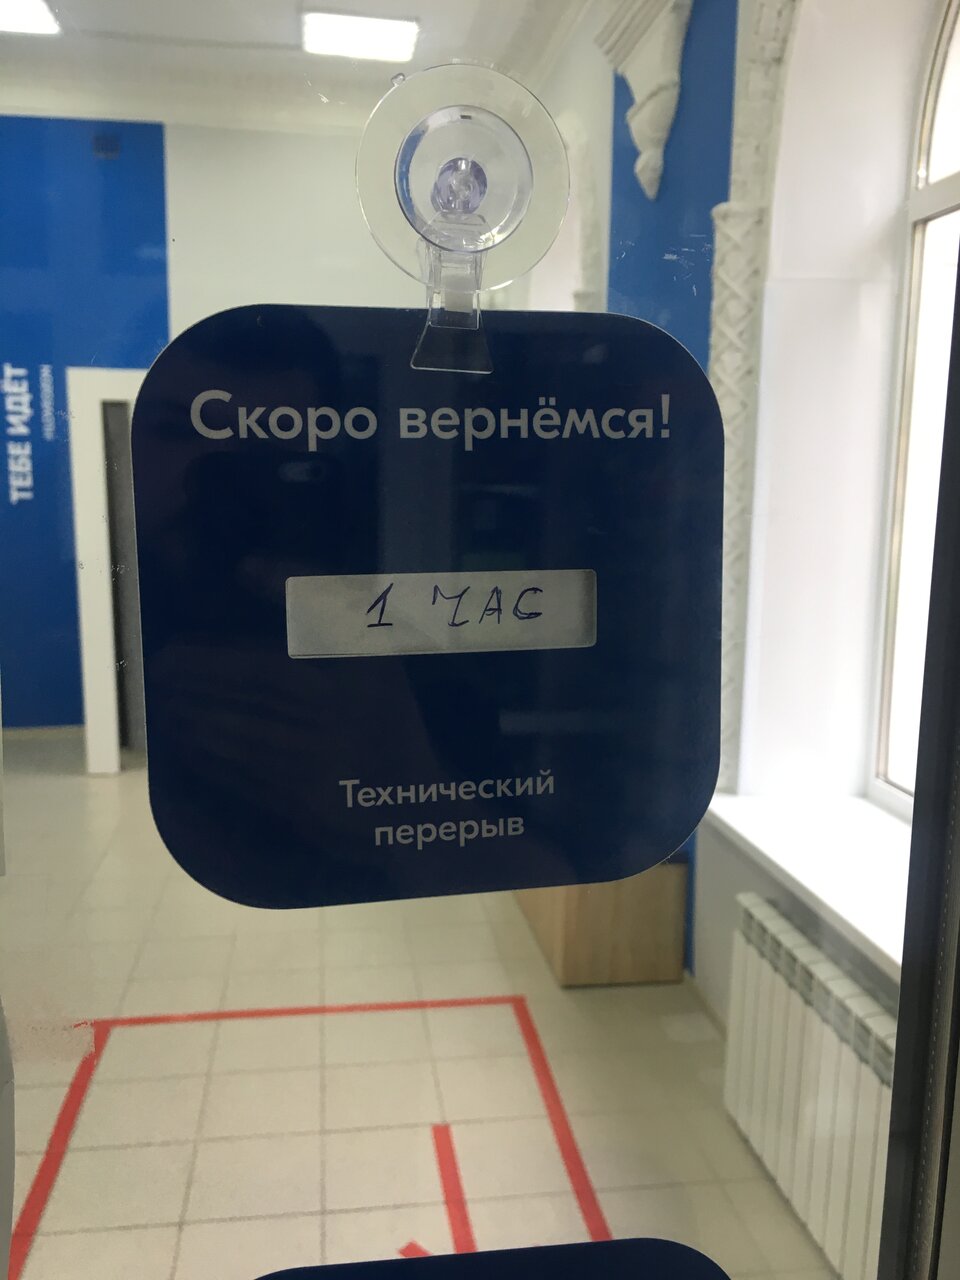 Скоро вернёмся!
1 ЧАС
Технический
перерыв
ТЕБЕ ИДЁТ